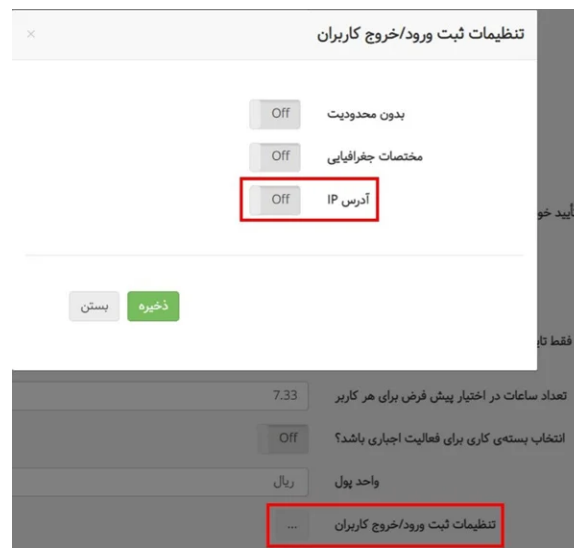 تنظیمات ثبت ورود/خروج کاربران
×
بدون محدودیت Off
مختصات جغرافیایی Off
آدرس IP Off
ذخیره بستن
فقط
تعداد ساعات در اختیار پیش فرض برای هر کاربر 7.33
انتخاب بسته‌ی کاری برای فعالیت اجباری باشد؟ Off
واحد پول ریال
تنظیمات ثبت ورود/خروج کاربران ...